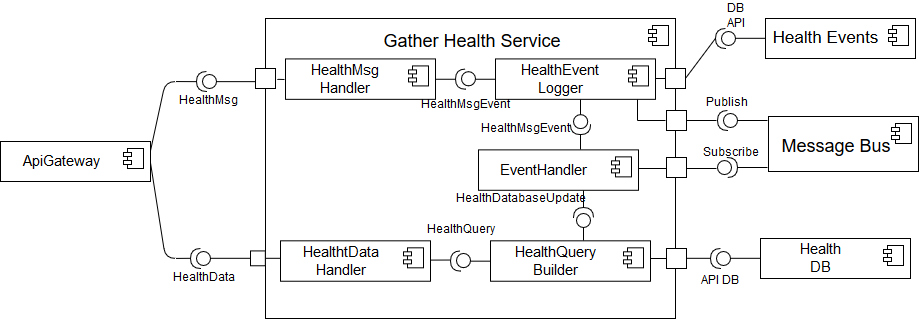 DB
API
Gather Health Service
Health Events
HealthMsg
Handler
HealthEvent
Logger
HealthMsg
HealthMsgEvent
Publish
HealthMsgEvent
ApiGateway
EventHandler
Subscribe
Message Bus
HealthDatabaseUpdate
HealthQuery
HealthtData
Handler
HealthQuery
Builder
Health
DB
HealthData
API DB